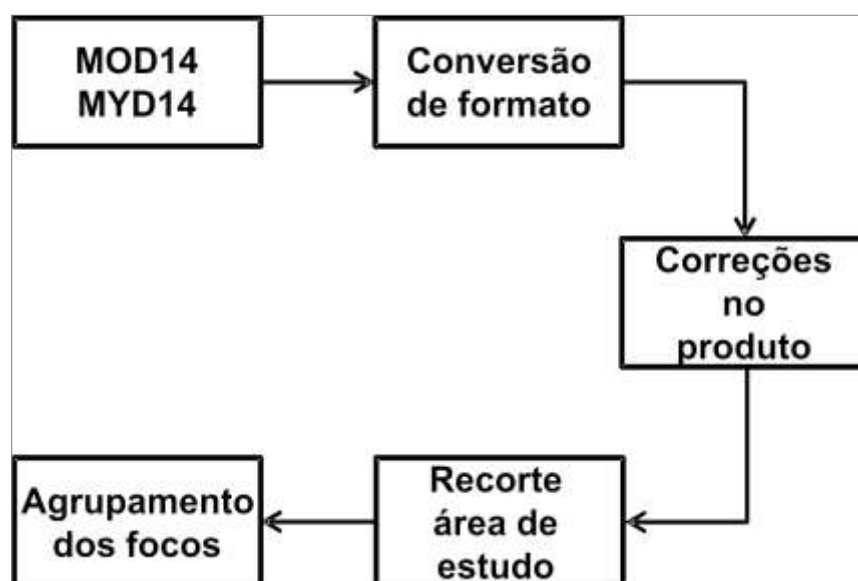 MOD14
MYD14
Conversão
de formato
Correções
no
produto
Recorte
área de
estudo
Agrupamento
dos focos